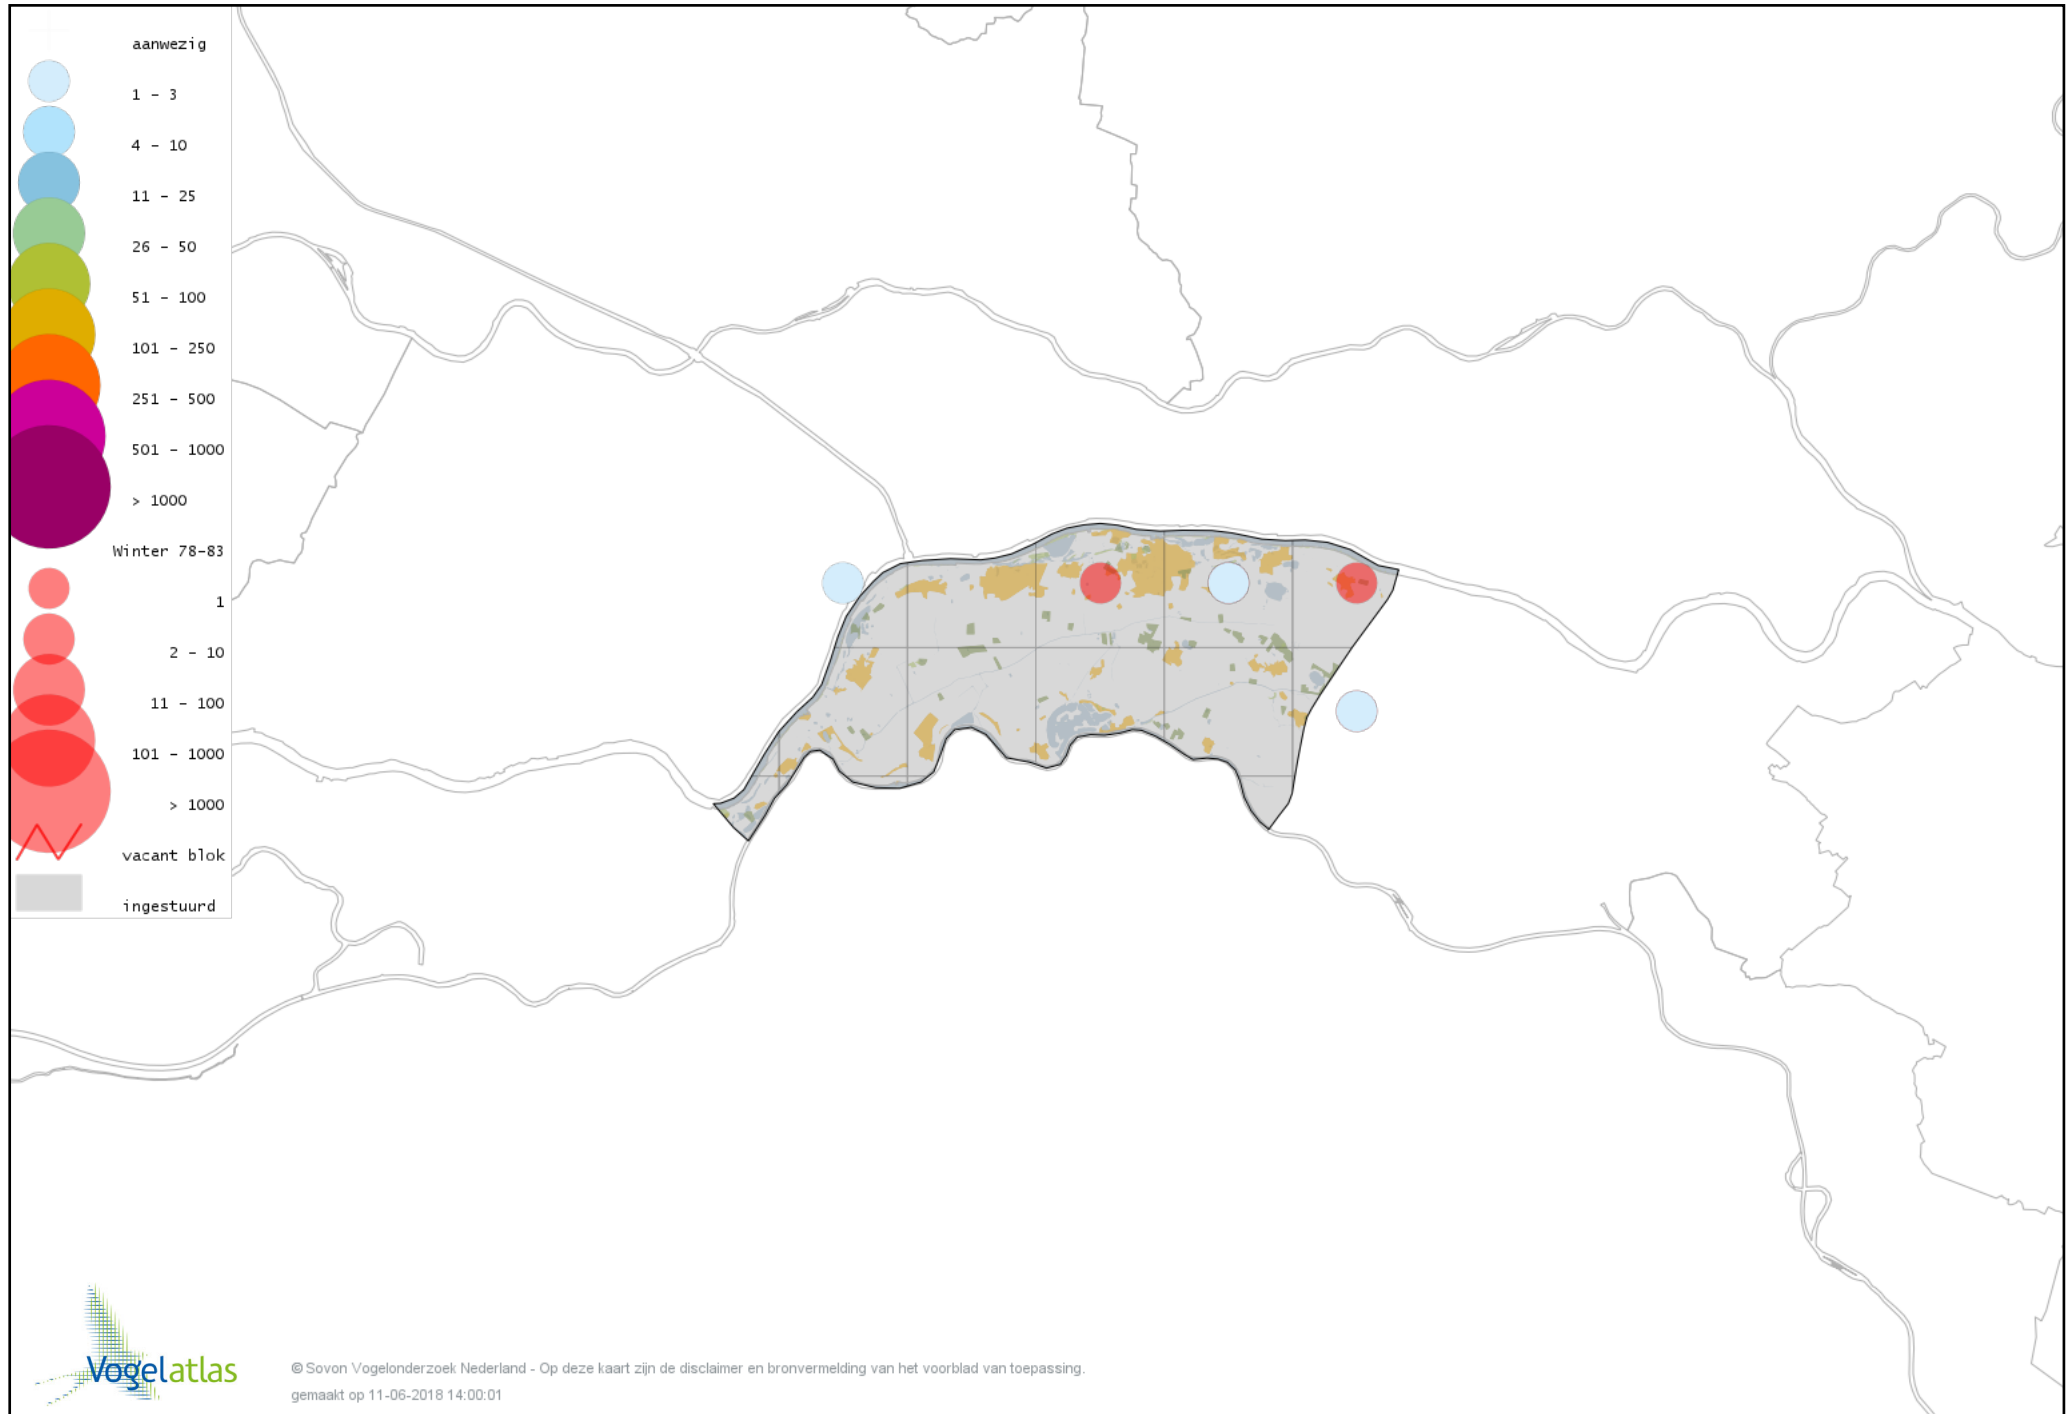 aanwezig
1 - 3
4 - 10
11 - 25
26 - 50
51 - 100
101 - 250
251 - 500
501 - 1000
> 1000
Winter 78-83
1
2 - 10
11 - 100
101 - 1000
> 1000
vacant blok
ingestuurd
Vogelatlas
© Sovon Vogelonderzoek Nederland - Op deze kaart zijn de disclaimer en bronvermelding van het voorblad van toepassing.
gemaakt op 11-06-2018 14:00:01